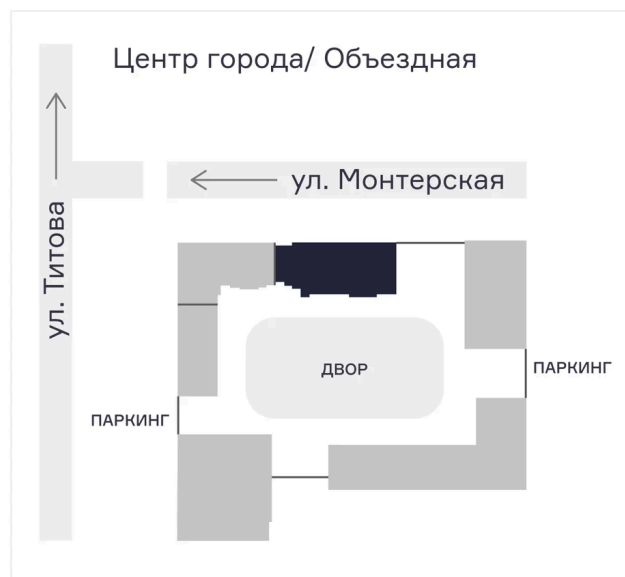 Центр города/ Объездная
ул. Монтерская
ул. Титова
ДВОР
ПАРКИНГ
ПАРКИНГ